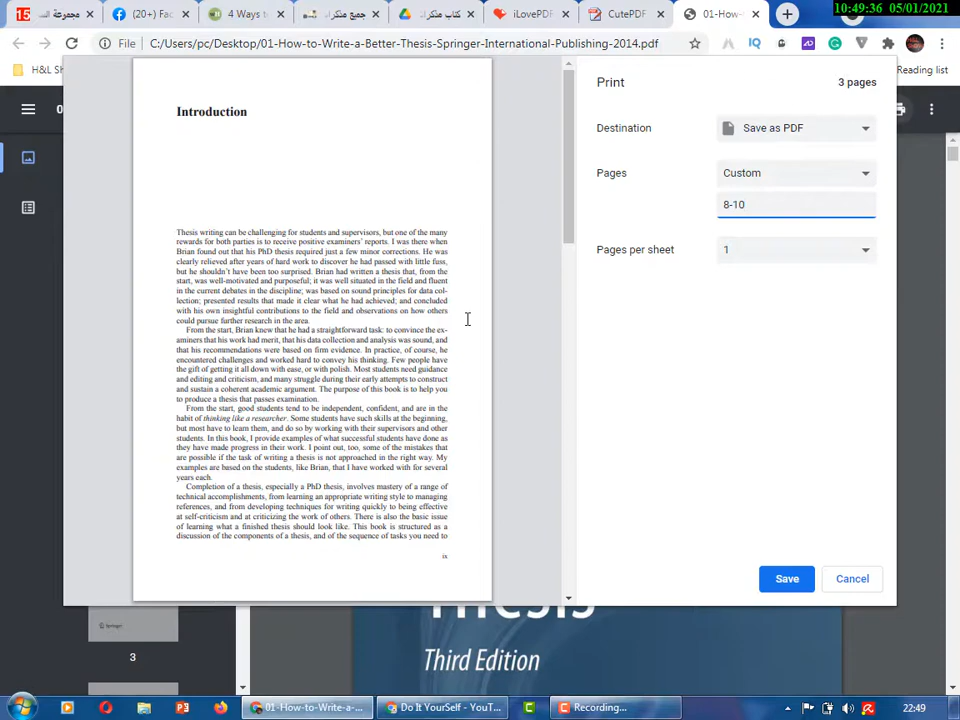 10:49:36 05/01/2021
(20+) Fac
4 Ways
جميع مذكرا
كتاب مذكرا
iLovePDF
CutePDF
01-How-
File C:/Users/pc/Desktop/01-How-to-Write-a-Better-Thesis-Springer-International-Publishing-2014.pdf
IQ
H&L Sh
Reading list
Introduction
Thesis writing can be challenging for students and supervisors, but one of the many
rewards for both parties is to receive positive examiners' reports. I was there when
Brian found out that his PhD thesis required just a few minor corrections. He was
clearly relieved after years of hard work to discover he had passed with little fuss,
but he shouldn't have been too surprised. Brian had written a thesis that, from the
start, was well-motivated and purposeful; it was well situated in the field and fluent
in the current debates in the discipline; was based on sound principles for data col-
lection; presented results that made it clear what he had achieved; and concluded
with his own insightful contributions to the field and observations on how others
could pursue further research in the area.
From the start, Brian knew that he had a straightforward task: to convince the ex-
aminers that his work had merit, that his data collection and analysis was sound, and
that his recommendations were based on firm evidence. In practice, of course, he
encountered challenges and worked hard to convey his thinking. Few people have
the gift of getting it all down with ease, or with polish. Most students need guidance
and editing and criticism, and many struggle during their early attempts to construct
and sustain a coherent academic argument. The purpose of this book is to help you
to produce a thesis that passes examination.
From the start, good students tend to be independent, confident, and are in the
habit of thinking like a researcher. Some students have such skills at the beginning,
but most have to learn them, and do so by working with their supervisors and other
students. In this book, I provide examples of what successful students have done as
they have made progress in their work. I point out, too, some of the mistakes that
are possible if the task of writing a thesis is not approached in the right way. My
examples are based on the students, like Brian, that I have worked with for several
years each.
Completion of a thesis, especially a PhD thesis, involves mastery of a range of
technical accomplishments, from learning an appropriate writing style to managing
references, and from developing techniques for writing quickly to being effective
at self-criticism and at criticizing the work of others. There is also the basic issue
of learning what a finished thesis should look like. This book is structured as a
discussion of the components of a thesis, and of the sequence of tasks you need to
ix
Print 3 pages
Destination Save as PDF
Pages Custom
8-10
Pages per sheet 1
Save Cancel
Springer
3
Thesis
Third Edition
01-How-to-Write-a-... Do It YourSelf - YouT... Recording... 22:49